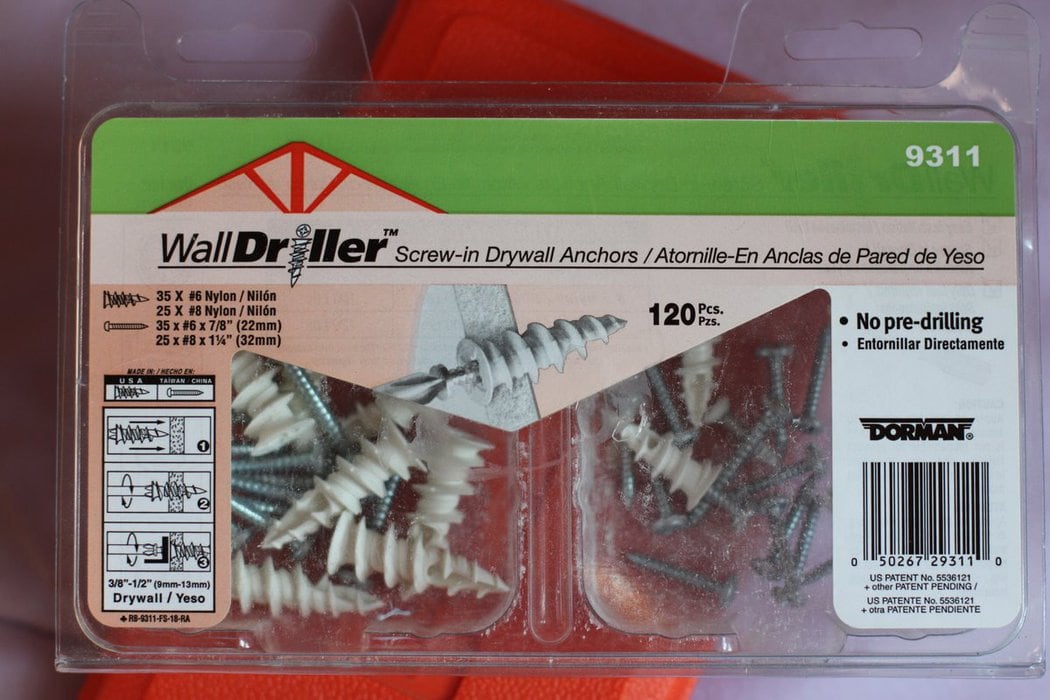 9311
Wall Driller™ Screw-in Drywall Anchors / Atornille-En Anclas de Pared de Yeso
35 X #6 Nylon / Nilón
25 X #8 Nylon / Nilón
35 x #6 x 7/8" (22mm)
25 x #8 x 1¼" (32mm)
120 Pcs.
Pzs.
• No pre-drilling
• Entornillar Directamente
MADE IN: / HECHO EN:
USA TAIWAN · CHINA
1
2
3
3/8"-1/2" (9mm-13mm)
Drywall / Yeso
RB-9311-FS-18-RA
DORMAN®
0 50267 29311 0
US PATENT No. 5536121
+ other PATENT PENDING /
US PATENTE No. 5536121
+ otra PATENTE PENDIENTE